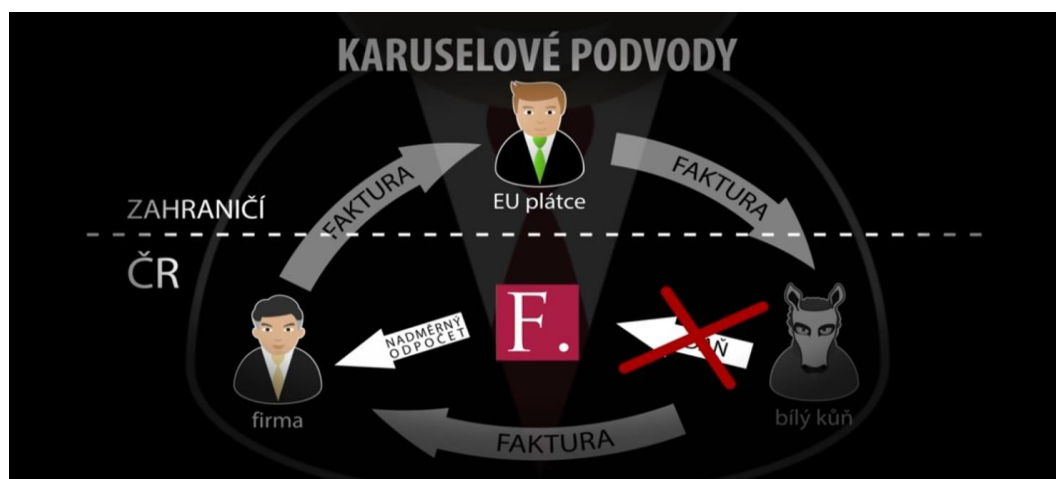 KARUSELOVÉ PODVODY
FAKTURA
FAKTURA
EU plátce
ZAHRANIČÍ
ČR
NADMĚRNÝ
ODPOČET
F.
firma
bílý kůň
FAKTURA